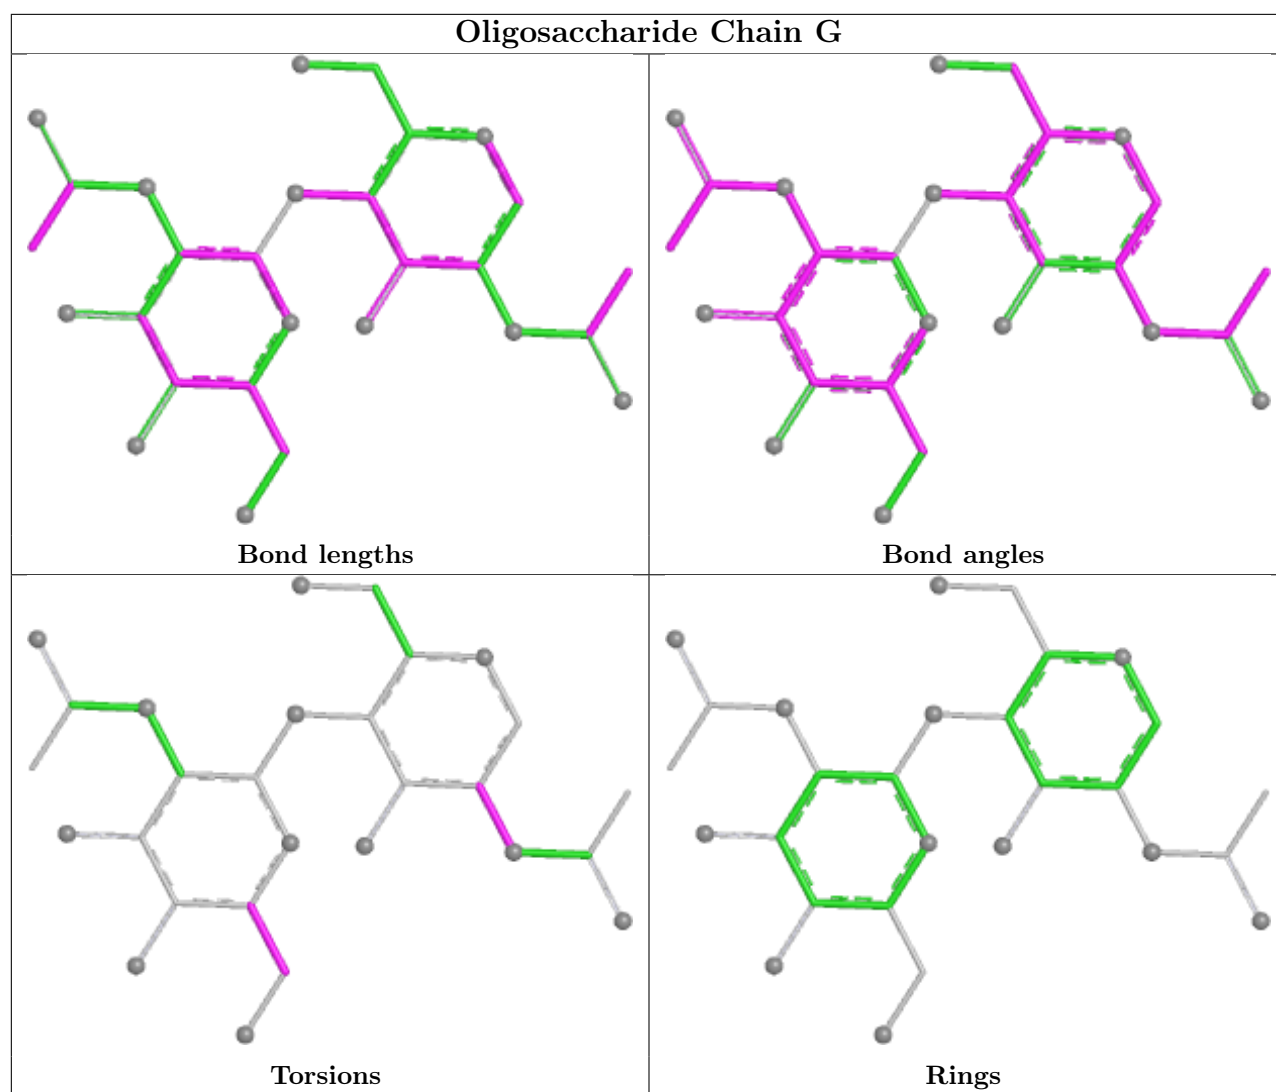 Oligosaccharide Chain G
Bond lengths
Bond angles
Torsions
Rings